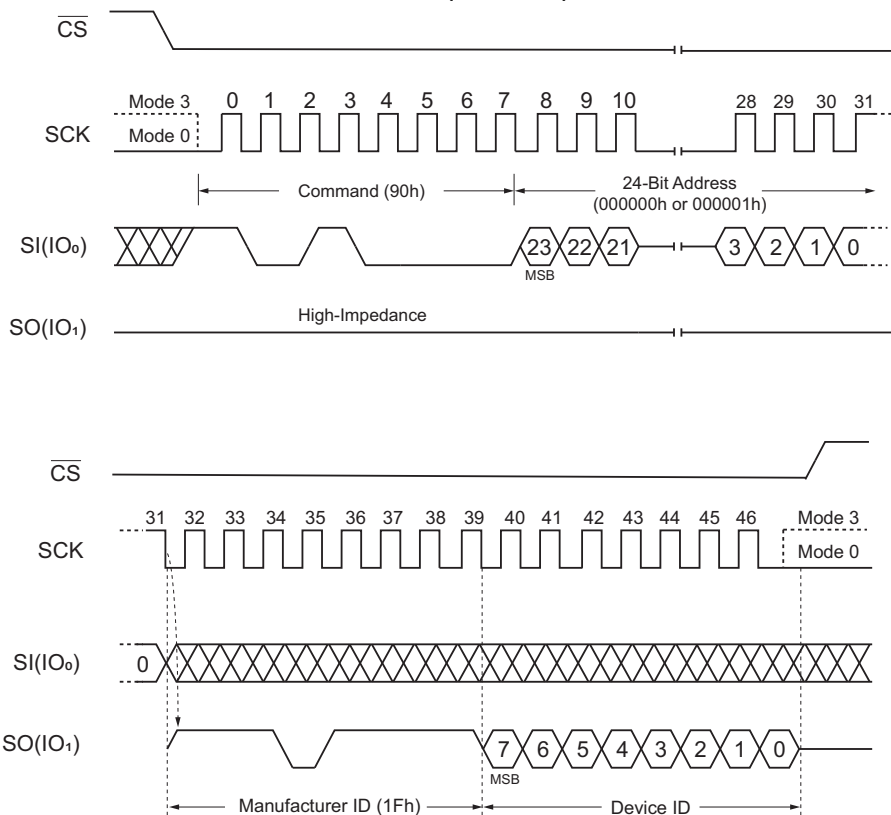 CS
Mode 3 0 1 2 3 4 5 6 7 8 9 10 28 29 30 31
SCK
Mode 0
Command (90h)
24-Bit Address
(000000h or 000001h)
SI(IO₀) 23 22 21 3 2 1 0
MSB
High-Impedance
SO(IO₁)
CS
31 32 33 34 35 36 37 38 39 40 41 42 43 44 45 46 Mode 3
SCK
Mode 0
SI(IO₀) 0
SO(IO₁) 7 6 5 4 3 2 1 0
MSB
Manufacturer ID (1Fh) Device ID